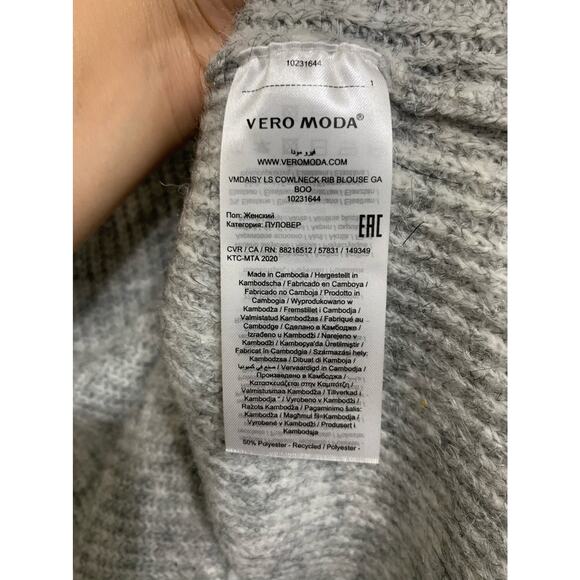 10231644
1
VERO MODA®
فيرو مودا
WWW.VEROMODA.COM
VMDAISY LS COWLNECK RIB BLOUSE GA
BOO
10231644
Пол: Женский
Категория: ПУЛОВЕР
EAC
CVR / CA / RN: 88216512 / 57831 / 149349
KTC-MTA 2020
Made in Cambodia / Hergestellt in
Kambodscha / Fabricado en Camboya /
Fabricado no Camboja / Prodotto in
Cambogia / Wyprodukowano w
Kambodża / Fremstillet i Cambodja /
Valmistatud Kambodžas / Fabriqué au
Cambodge / Сделано в Камбодже /
Izrađeno u Kambodži / Narejeno v
Kambodži / Kamboçya'da Üretilmiştir /
Fabricat în Cambodgia / Származási hely:
Kambodzsa / Dibuat di Kamboja /
Vervaardigd in Cambodja / صنع في كمبوديا /
Произведено в Камбоджа /
Κατασκευάζεται στην Καμπότζη /
Valmistusmaa Kambodža / Tillverkad i
Kambodja / Vyrobeno v Kambodži /
Ražots Kambodžā / Pagaminimo šalis:
Kambodža / Magħmul fil-Kambodja /
Vyrobené v Kambodži / Produsert i
Kambodsja
50% Polyester - Recycled / Polyester -